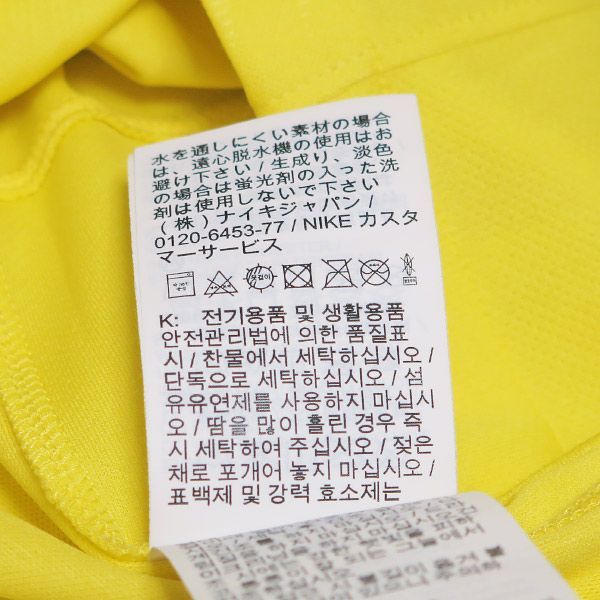 水を通しにくい素材の場合
は、遠心脱水機の使用はお
避け下さい / 生成り、淡色
の場合は蛍光剤の入った洗
剤は使用しないで下さい
(株) ナイキジャパン /
0120-6453-77 / NIKE カスタ
マーサービス
K: 전기용품 및 생활용품
안전관리법에 의한 품질표
시 / 찬물에서 세탁하십시오 /
단독으로 세탁하십시오 / 섬
유유연제를 사용하지 마십시
오 / 땀을 많이 흘린 경우 즉
시 세탁하여 주십시오 / 젖은
채로 포개어 놓지 마십시오 /
표백제 및 강력 효소제는